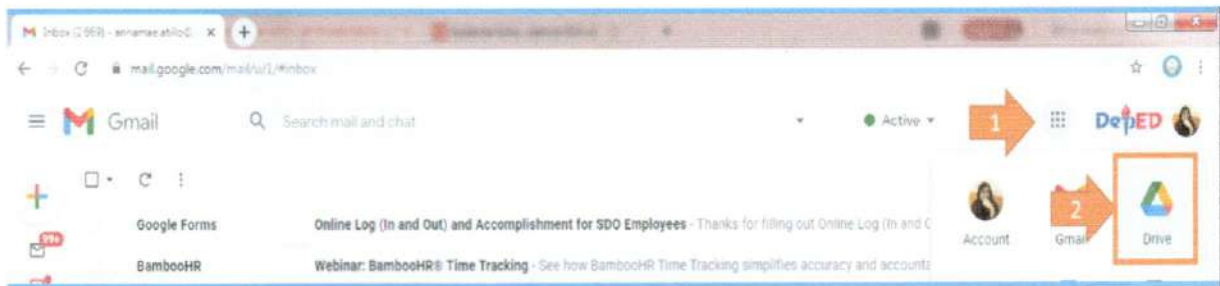 mail.google.com/mail/u/1/#inbox
Gmail
Search mail and chat
Active
1
DepED
99+
Google Forms
Online Log (In and Out) and Accomplishment for SDO Employees - Thanks for filling out Online Log (In and O
BambooHR
Webinar: BambooHR® Time Tracking - See how BambooHR Time Tracking simplifies accuracy and accounta
Account
Gmail
2
Drive